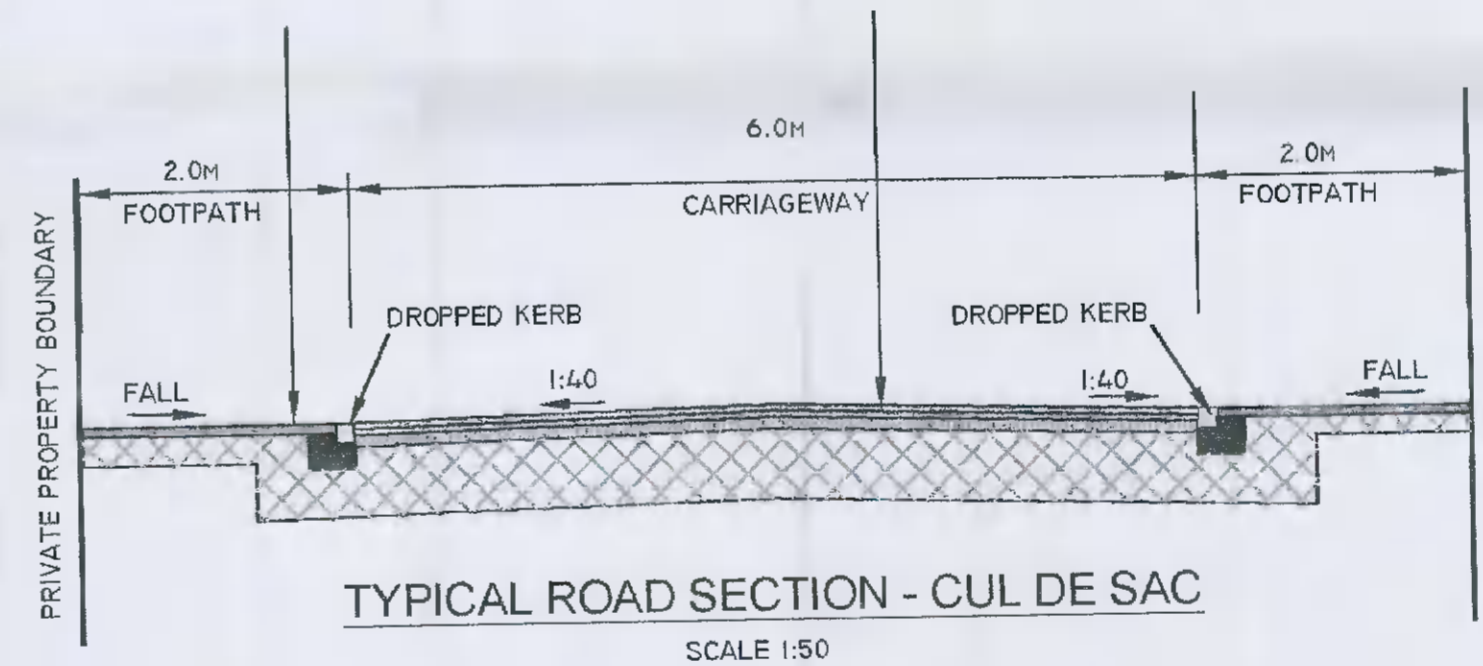 6.0M
2.0M
2.0M
FOOTPATH
CARRIAGEWAY
FOOTPATH
PRIVATE PROPERTY BOUNDARY
DROPPED KERB
DROPPED KERB
FALL
1:40
1:40
FALL
TYPICAL ROAD SECTION - CUL DE SAC
SCALE 1:50